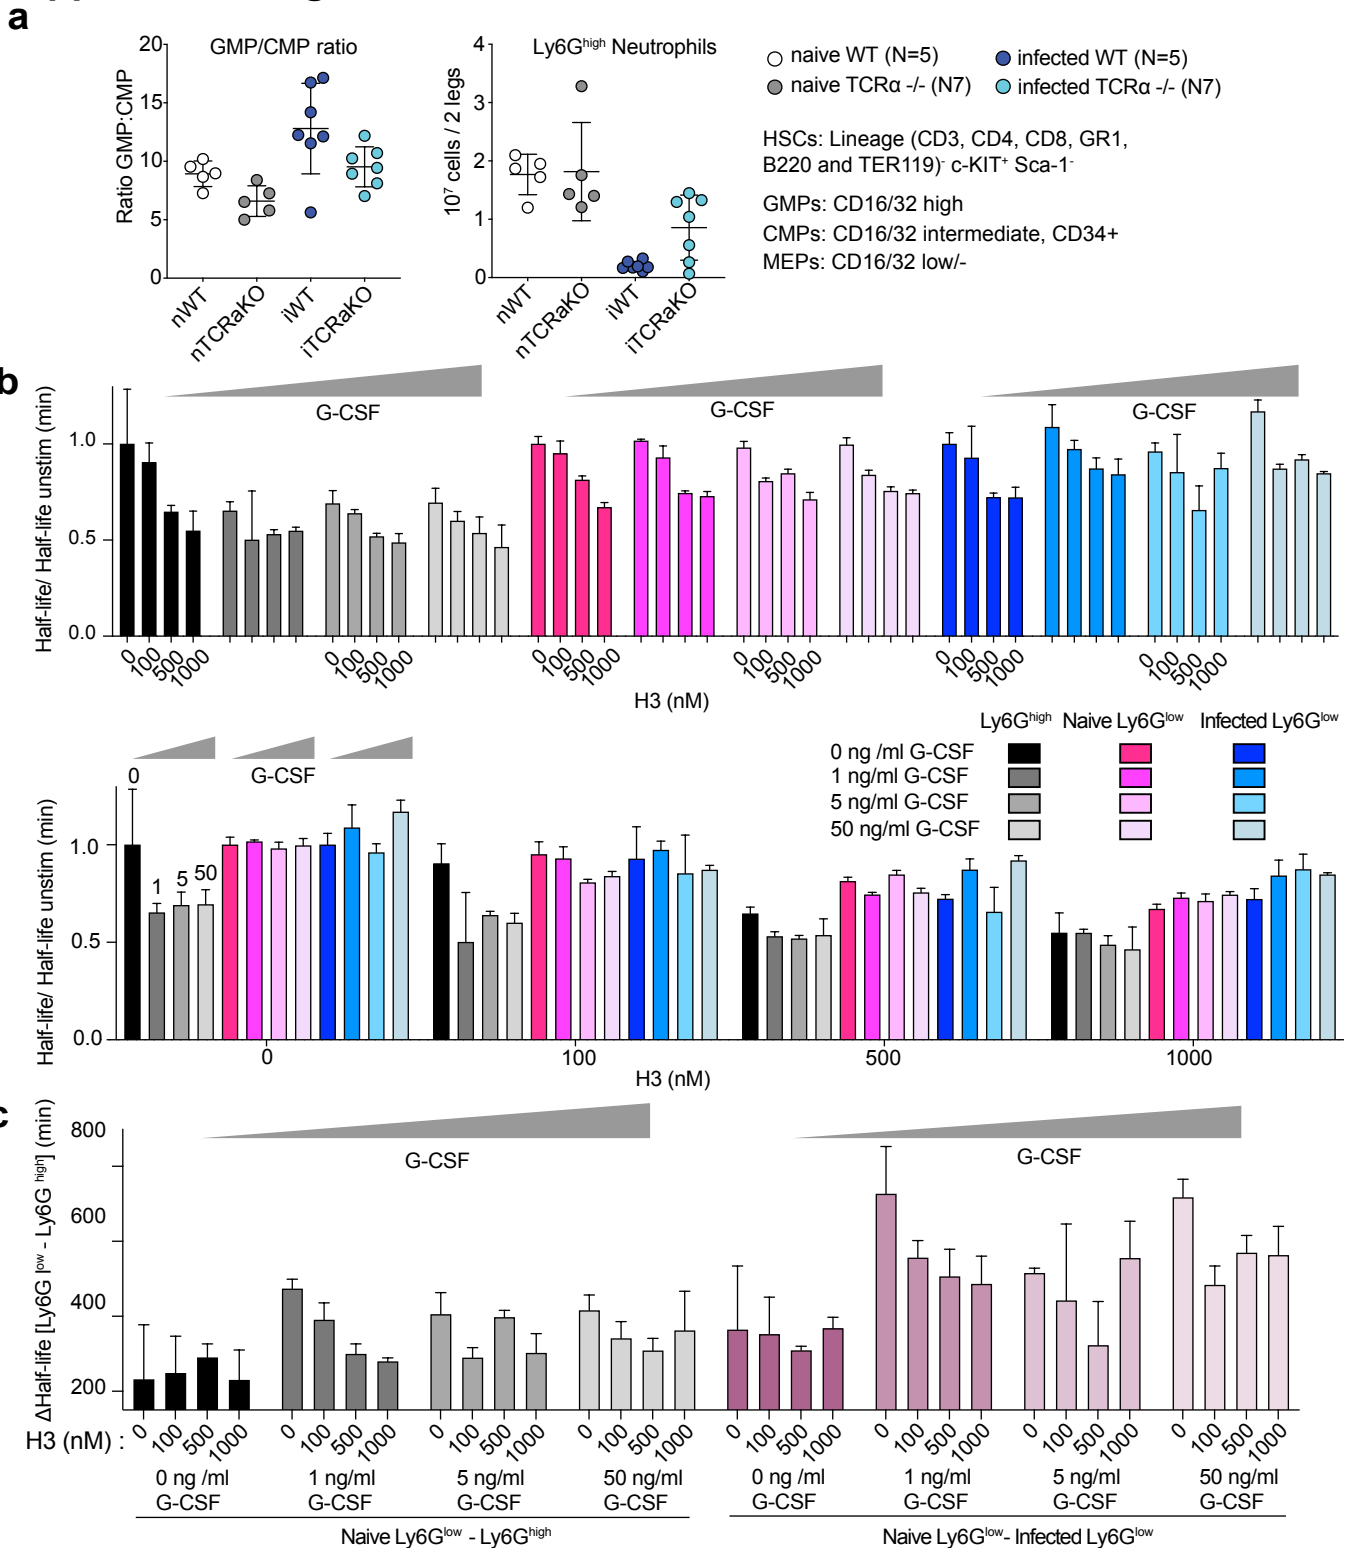 a
GMP/CMP ratio
Ly6Ghigh Neutrophils
Ratio GMP:CMP
20
15
10
5
0
nWT
nTCRaKO
iWT
iTCRaKO
10⁷ cells / 2 legs
4
3
2
1
0
nWT
nTCRaKO
iWT
iTCRaKO
naive WT (N=5)
infected WT (N=5)
naive TCRα -/- (N7)
infected TCRα -/- (N7)
HSCs: Lineage (CD3, CD4, CD8, GR1,
B220 and TER119)⁻ c-KIT⁺ Sca-1⁻
GMPs: CD16/32 high
CMPs: CD16/32 intermediate, CD34+
MEPs: CD16/32 low/-
b
Half-life/ Half-life unstim (min)
G-CSF
G-CSF
G-CSF
1.0
0.5
0.0
0 100 500 1000
0 100 500 1000
0 100 500 1000
0 100 500 1000
0 100 500 1000
0 100 500 1000
H3 (nM)
Ly6Ghigh Naive Ly6Glow Infected Ly6Glow
0 ng /ml G-CSF
1 ng/ml G-CSF
5 ng/ml G-CSF
50 ng/ml G-CSF
Half-life/ Half-life unstim (min)
0
G-CSF
1 5 50
1.0
0.5
0.0
0
100
500
1000
H3 (nM)
c
ΔHalf-life [Ly6G low - Ly6G high] (min)
G-CSF
G-CSF
800
600
400
200
H3 (nM) :
0 100 500 1000
0 100 500 1000
0 100 500 1000
0 100 500 1000
0 100 500 1000
0 100 500 1000
0 100 500 1000
0 100 500 1000
0 ng /ml
G-CSF
1 ng/ml
G-CSF
5 ng/ml
G-CSF
50 ng/ml
G-CSF
0 ng /ml
G-CSF
1 ng/ml
G-CSF
5 ng/ml
G-CSF
50 ng/ml
G-CSF
Naive Ly6Glow - Ly6Ghigh
Naive Ly6Glow- Infected Ly6Glow